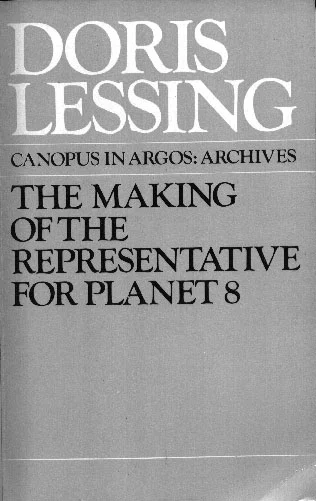 DORIS
LESSING
CANOPUS IN ARGOS: ARCHIVES
THE MAKING
OF THE
REPRESENTATIVE
FOR PLANET 8